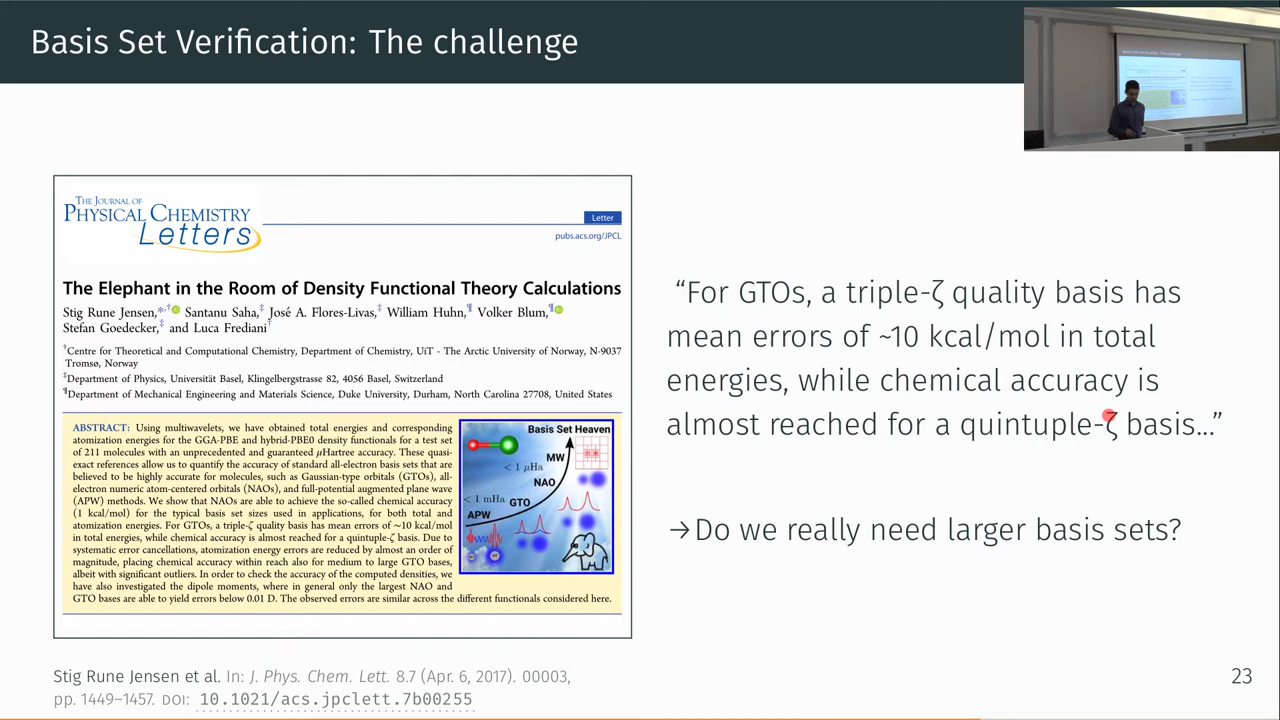 Basis Set Verification: The challenge
THE JOURNAL OF
PHYSICAL CHEMISTRY
Letters
Letter
pubs.acs.org/JPCL
The Elephant in the Room of Density Functional Theory Calculations
Stig Rune Jensen,*,† Santanu Saha,‡ José A. Flores-Livas,‡ William Huhn,¶ Volker Blum,¶
Stefan Goedecker,‡ and Luca Frediani†
†Centre for Theoretical and Computational Chemistry, Department of Chemistry, UiT - The Arctic University of Norway, N-9037
Tromsø, Norway
‡Department of Physics, Universität Basel, Klingelbergstrasse 82, 4056 Basel, Switzerland
¶Department of Mechanical Engineering and Materials Science, Duke University, Durham, North Carolina 27708, United States
ABSTRACT: Using multiwavelets, we have obtained total energies and corresponding
atomization energies for the GGA-PBE and hybrid-PBE0 density functionals for a test set
of 211 molecules with an unprecedented and guaranteed μHartree accuracy. These quasi-
exact references allow us to quantify the accuracy of standard all-electron basis sets that are
believed to be highly accurate for molecules, such as Gaussian-type orbitals (GTOs), all-
electron numeric atom-centered orbitals (NAOs), and full-potential augmented plane wave
(APW) methods. We show that NAOs are able to achieve the so-called chemical accuracy
(1 kcal/mol) for the typical basis set sizes used in applications, for both total and
atomization energies. For GTOs, a triple-ζ quality basis has mean errors of ~10 kcal/mol
in total energies, while chemical accuracy is almost reached for a quintuple-ζ basis. Due to
systematic error cancellations, atomization energy errors are reduced by almost an order of
magnitude, placing chemical accuracy within reach also for medium to large GTO bases,
albeit with significant outliers. In order to check the accuracy of the computed densities, we
have also investigated the dipole moments, where in general only the largest NAO and
GTO bases are able to yield errors below 0.01 D. The observed errors are similar across the different functionals considered here.
Basis Set Heaven
MW
< 1 μHa
NAO
< 1 mHa
GTO
APW
“For GTOs, a triple-ζ quality basis has
mean errors of ~10 kcal/mol in total
energies, while chemical accuracy is
almost reached for a quintuple-ζ basis...”
→Do we really need larger basis sets?
Stig Rune Jensen et al. In: J. Phys. Chem. Lett. 8.7 (Apr. 6, 2017). 00003,
pp. 1449–1457. DOI: 10.1021/acs.jpclett.7b00255
23
Basis Set Verification: The challenge